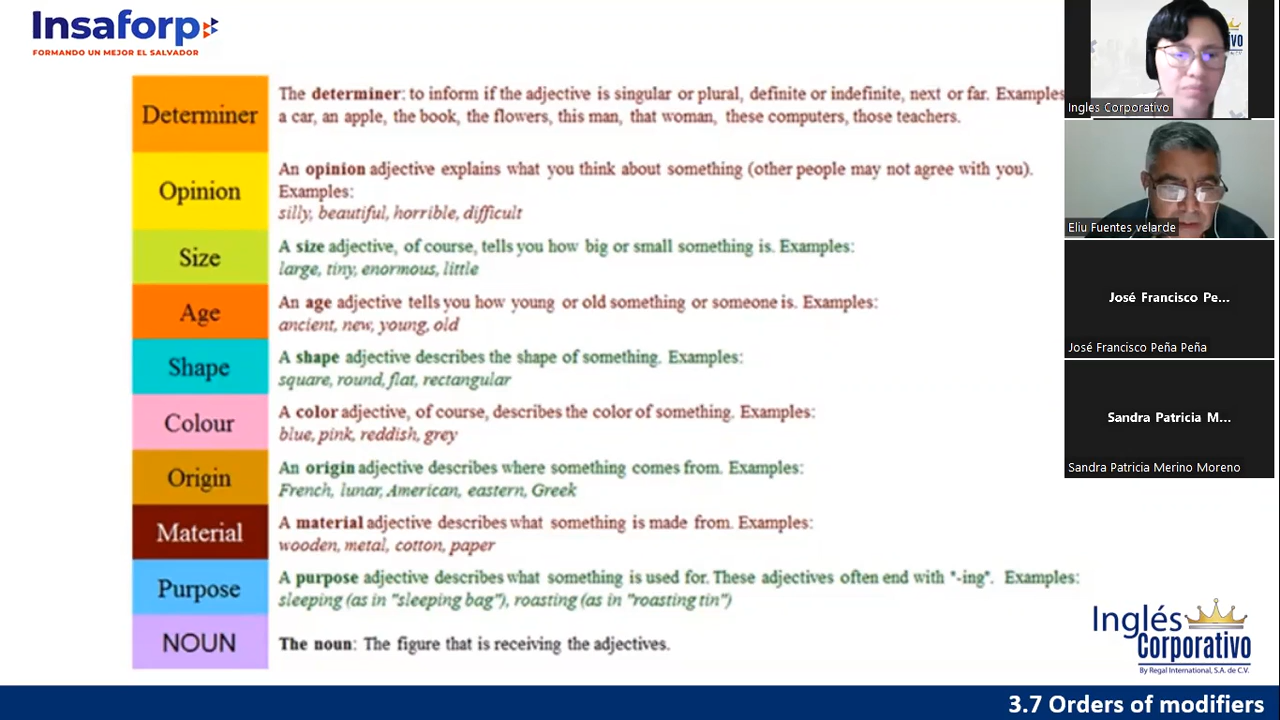 Insaforp
FORMANDO UN MEJOR EL SALVADOR
Determiner
The determiner: to inform if the adjective is singular or plural, definite or indefinite, next or far. Examples
a car, an apple, the book, the flowers, this man, that woman, these computers, those teachers.
Opinion
An opinion adjective explains what you think about something (other people may not agree with you).
Examples:
silly, beautiful, horrible, difficult
Size
A size adjective, of course, tells you how big or small something is. Examples:
large, tiny, enormous, little
Age
An age adjective tells you how young or old something or someone is. Examples:
ancient, new, young, old
Shape
A shape adjective describes the shape of something. Examples:
square, round, flat, rectangular
Colour
A color adjective, of course, describes the color of something. Examples:
blue, pink, reddish, grey
Origin
An origin adjective describes where something comes from. Examples:
French, lunar, American, eastern, Greek
Material
A material adjective describes what something is made from. Examples:
wooden, metal, cotton, paper
Purpose
A purpose adjective describes what something is used for. These adjectives often end with "-ing". Examples:
sleeping (as in "sleeping bag"), roasting (as in "roasting tin")
NOUN
The noun: The figure that is receiving the adjectives.
Ingles Corporativo
Eliu Fuentes velarde
José Francisco Pe...
José Francisco Peña Peña
Sandra Patricia M...
Sandra Patricia Merino Moreno
Inglés
Corporativo
By Regal International, S.A. de C.V.
3.7 Orders of modifiers